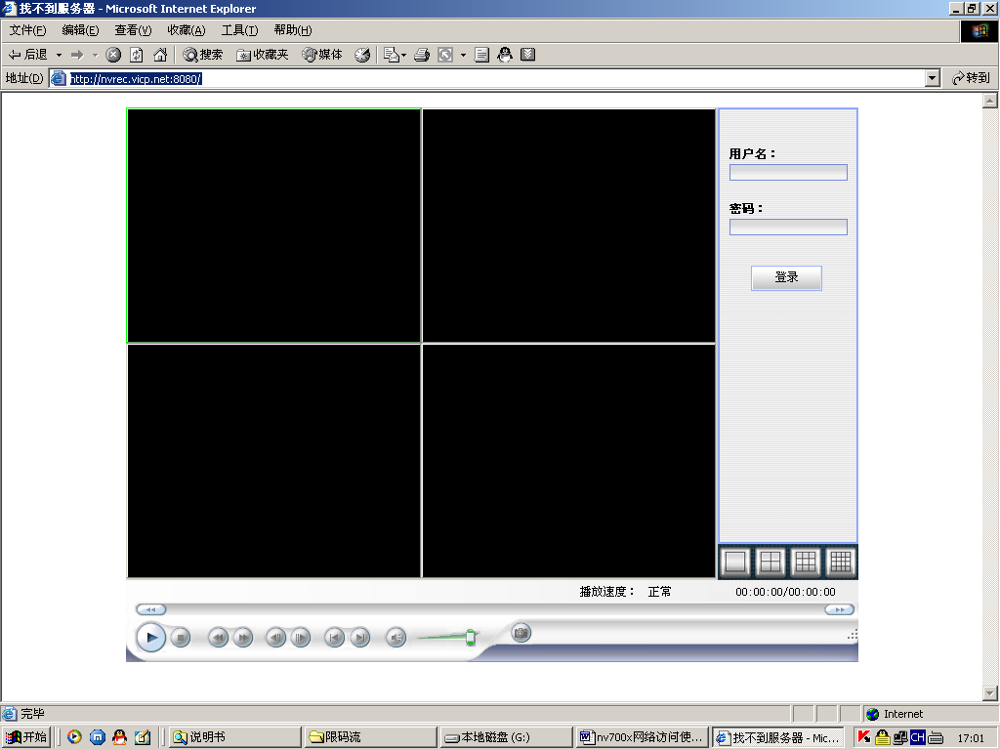 找不到服务器 - Microsoft Internet Explorer
文件(F) 编辑(E) 查看(V) 收藏(A) 工具(T) 帮助(H)
后退 搜索 收藏夹 媒体
地址(D) http://nvrec.vicp.net:8080/ 转到
用户名：
密码：
登录
播放速度： 正常 00:00:00/00:00:00
完毕 Internet
开始 说明书 限码流 本地磁盘 (G:) nv700x网络访问使... 找不到服务器 - Mic... CH 17:01